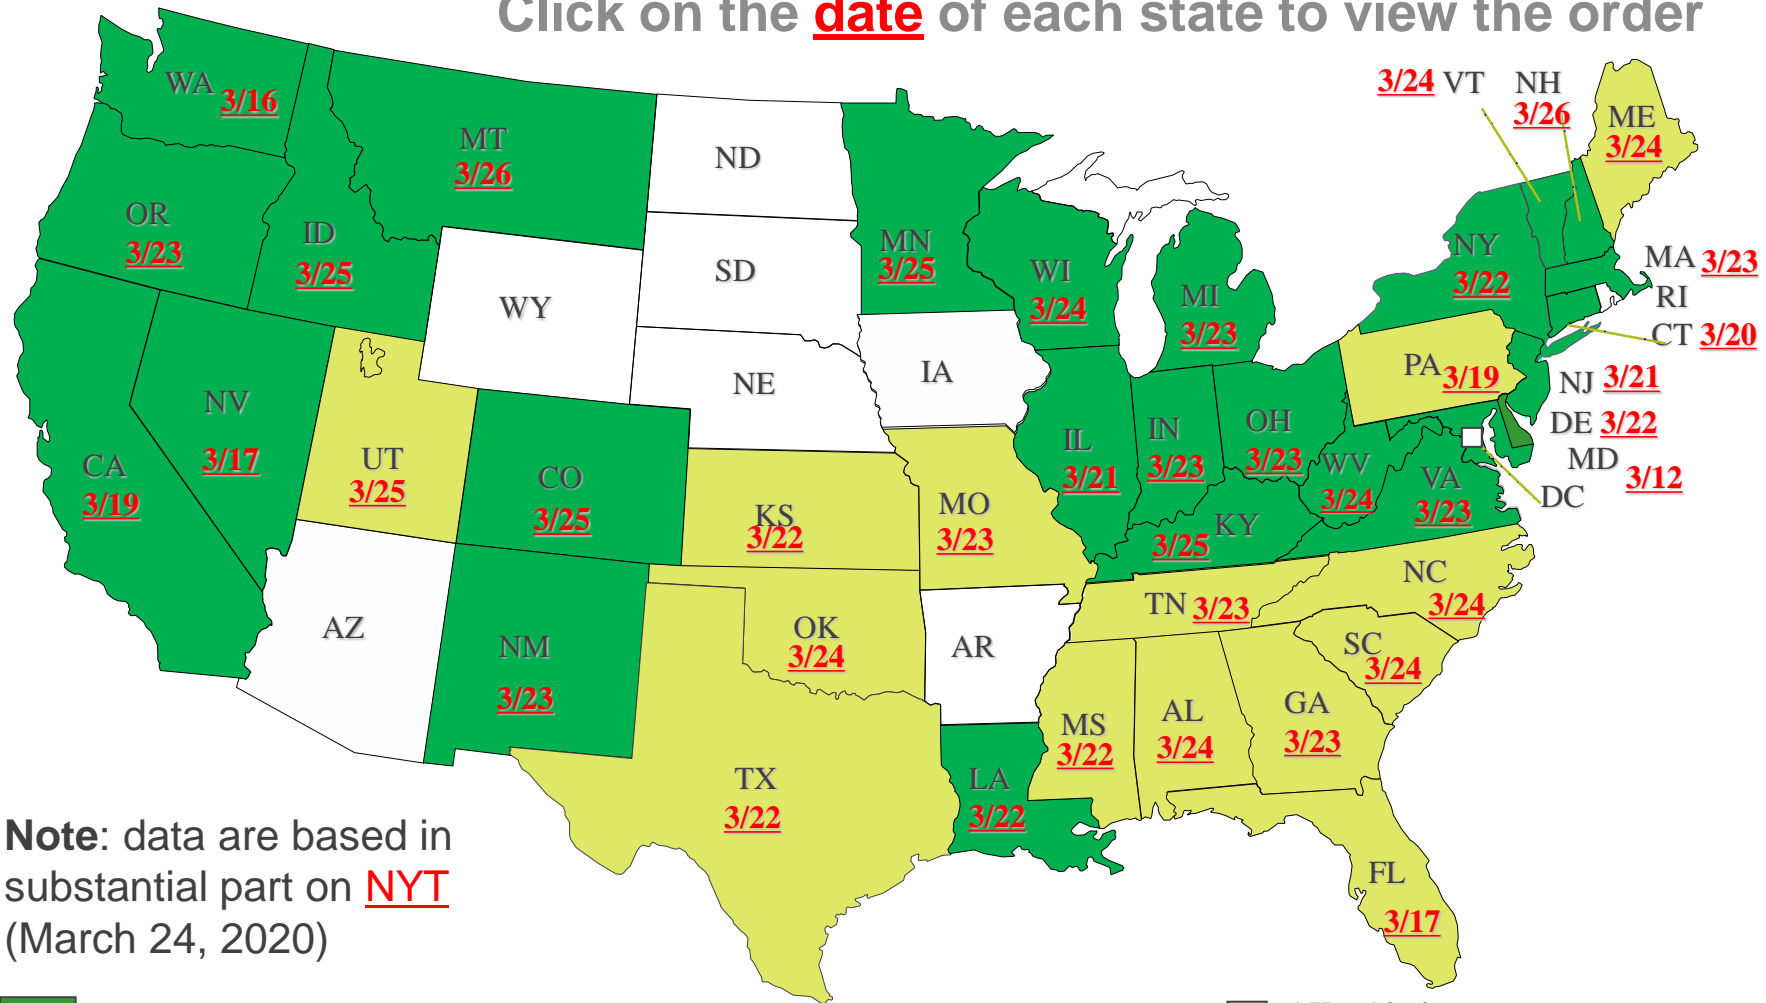 Click on the date of each state to view the order
WA 3/16
MT
3/26
ND
3/24 VT
NH
3/26
ME
3/24
OR
3/23
ID
3/25
SD
MN
3/25
WI
3/24
MI
3/23
NY
3/22
MA 3/23
RI
CT 3/20
WY
NE
IA
PA 3/19
NJ 3/21
DE 3/22
MD
3/12
DC
NV
3/17
UT
3/25
CA
3/19
CO
3/25
KS
3/22
MO
3/23
IL
3/21
IN
3/23
OH
3/23
WV
3/24
VA
3/23
3/25 KY
AZ
NM
3/23
OK
3/24
AR
TN 3/23
NC
3/24
SC
3/24
MS
3/22
AL
3/24
GA
3/23
TX
3/22
LA
3/22
FL
3/17
Note: data are based in
substantial part on NYT
(March 24, 2020)